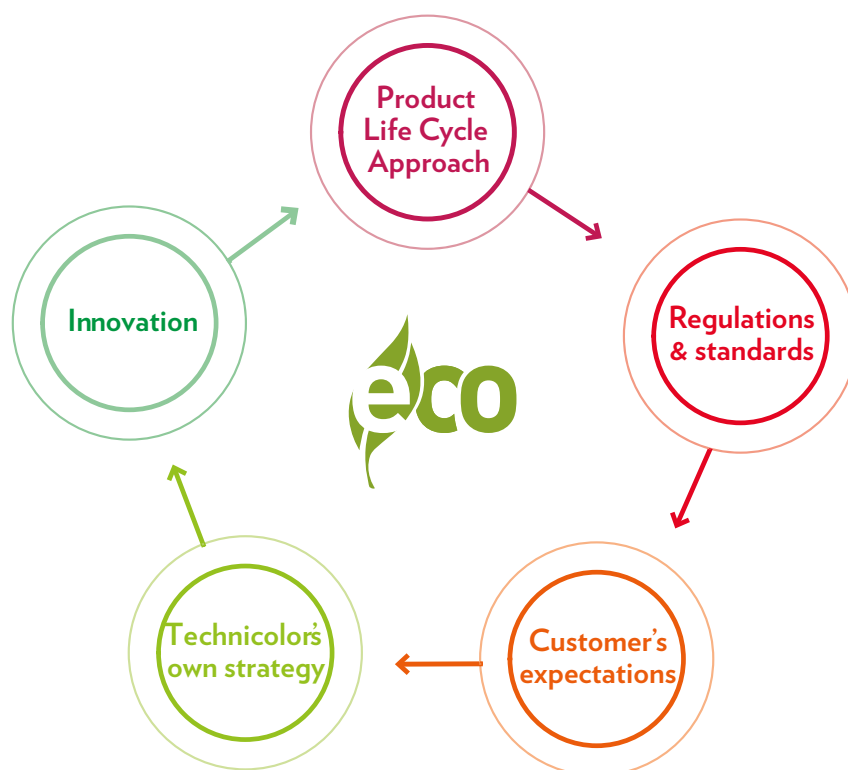 Product
Life Cycle
Approach
Innovation
Regulations
& standards
eco
Technicolor's
own strategy
Customer's
expectations